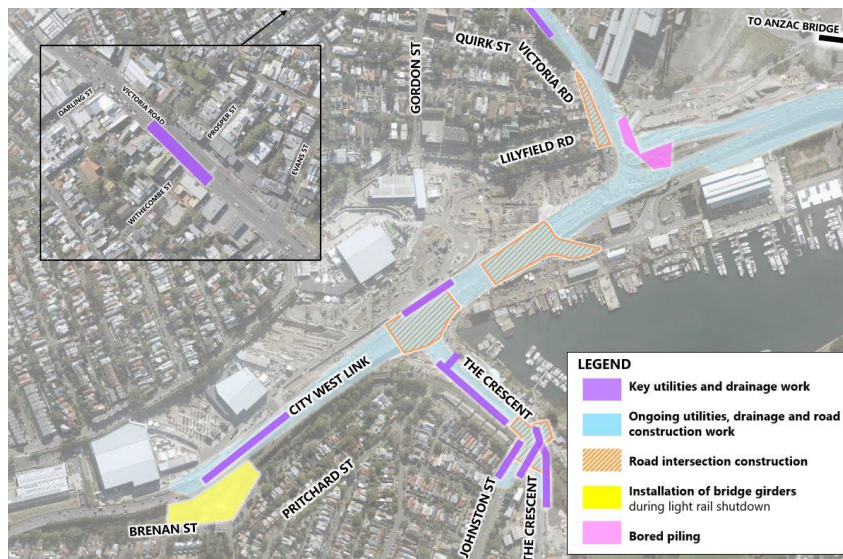 TO ANZAC BRIDGE
QUIRK ST
VICTORIA RD
GORDON ST
DARLING ST
VICTORIA ROAD
PROSPER ST
EVANS ST
WITHECOMBE ST
LILYFIELD RD
CITY WEST LINK
THE CRESCENT
PRITCHARD ST
BRENAN ST
JOHNSTON ST
THE CRESCENT
LEGEND
Key utilities and drainage work
Ongoing utilities, drainage and road
construction work
Road intersection construction
Installation of bridge girders
during light rail shutdown
Bored piling